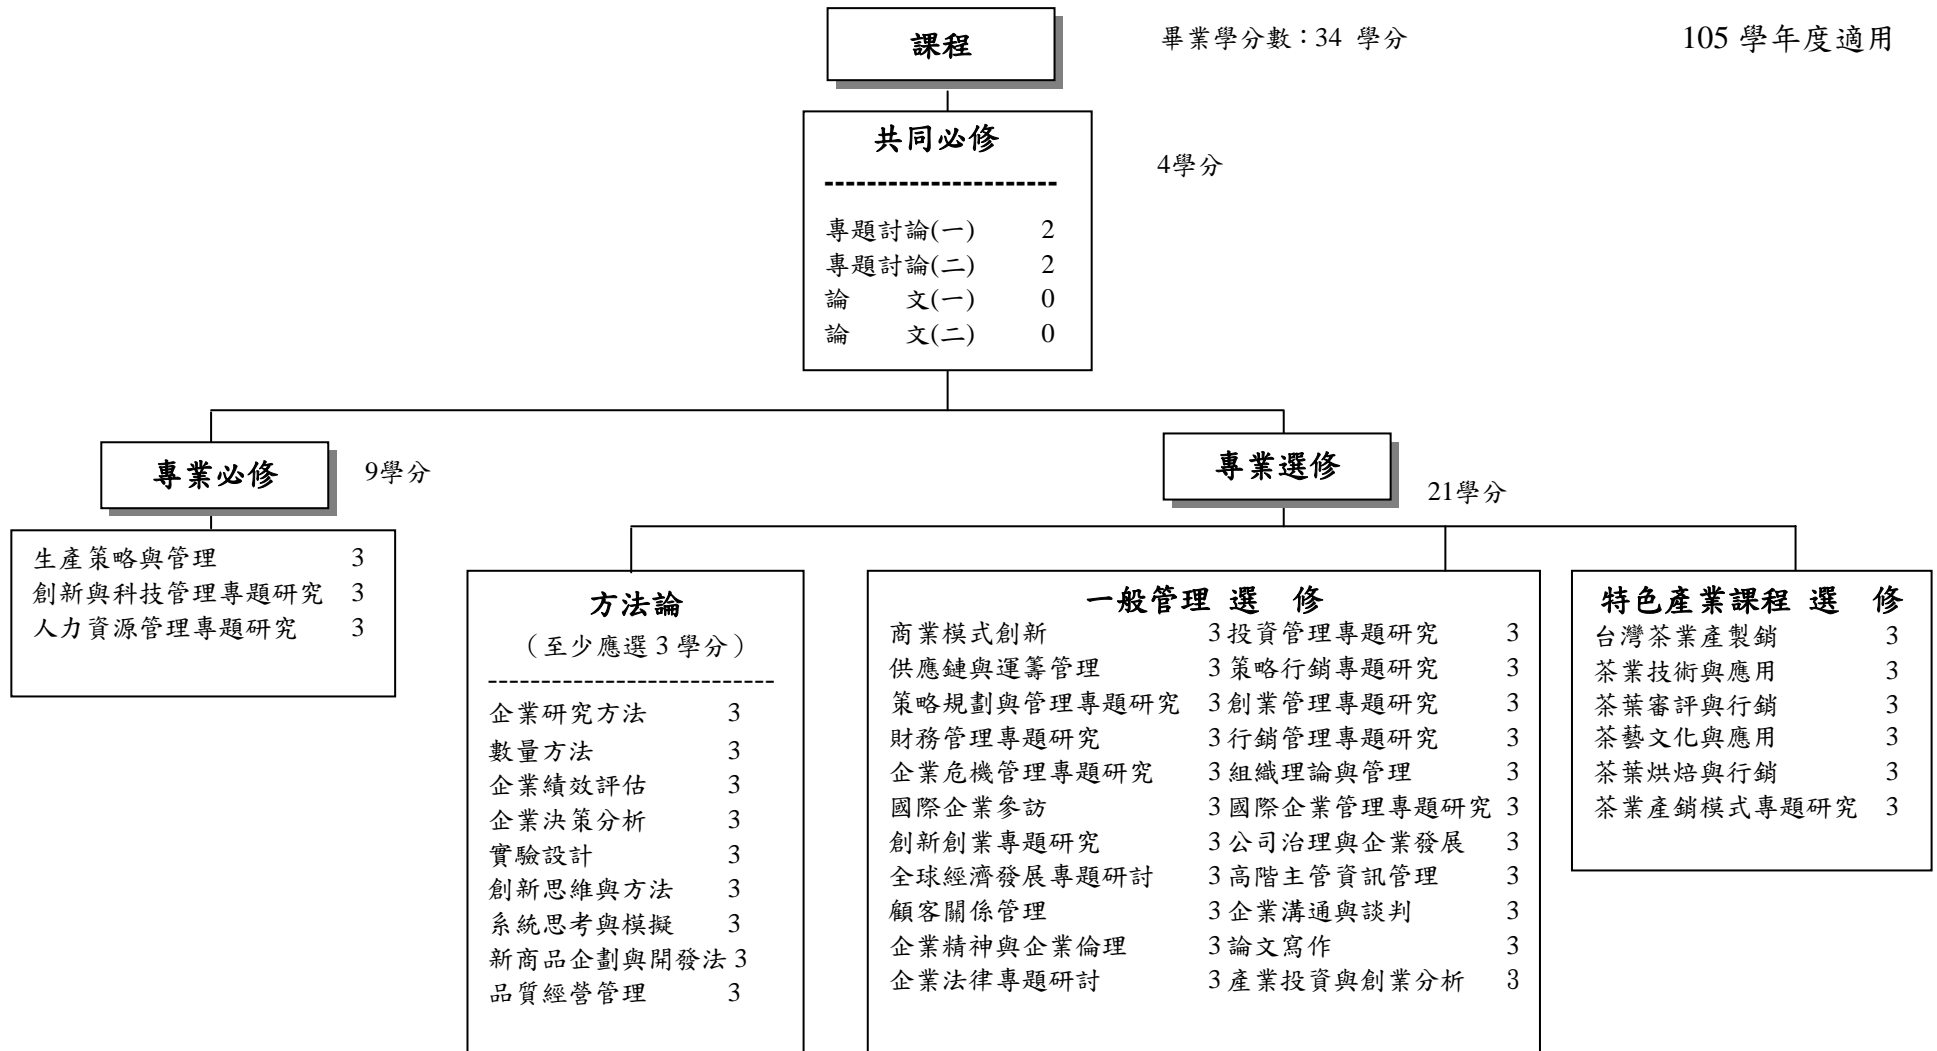 課程
畢業學分數：34 學分
105 學年度適用
共同必修
4學分
-----------------------
專題討論(一) 2
專題討論(二) 2
論 文(一) 0
論 文(二) 0
專業必修
9學分
生產策略與管理 3
創新與科技管理專題研究 3
人力資源管理專題研究 3
專業選修
21學分
方法論
（至少應選 3 學分）
----------------------------
企業研究方法 3
數量方法 3
企業績效評估 3
企業決策分析 3
實驗設計 3
創新思維與方法 3
系統思考與模擬 3
新商品企劃與開發法 3
品質經營管理 3
一般管理 選 修
商業模式創新 3 投資管理專題研究 3
供應鏈與運籌管理 3 策略行銷專題研究 3
策略規劃與管理專題研究 3 創業管理專題研究 3
財務管理專題研究 3 行銷管理專題研究 3
企業危機管理專題研究 3 組織理論與管理 3
國際企業參訪 3 國際企業管理專題研究 3
創新創業專題研究 3 公司治理與企業發展 3
全球經濟發展專題研討 3 高階主管資訊管理 3
顧客關係管理 3 企業溝通與談判 3
企業精神與企業倫理 3 論文寫作 3
企業法律專題研討 3 產業投資與創業分析 3
特色產業課程 選 修
台灣茶業產製銷 3
茶業技術與應用 3
茶葉審評與行銷 3
茶藝文化與應用 3
茶葉烘焙與行銷 3
茶業產銷模式專題研究 3